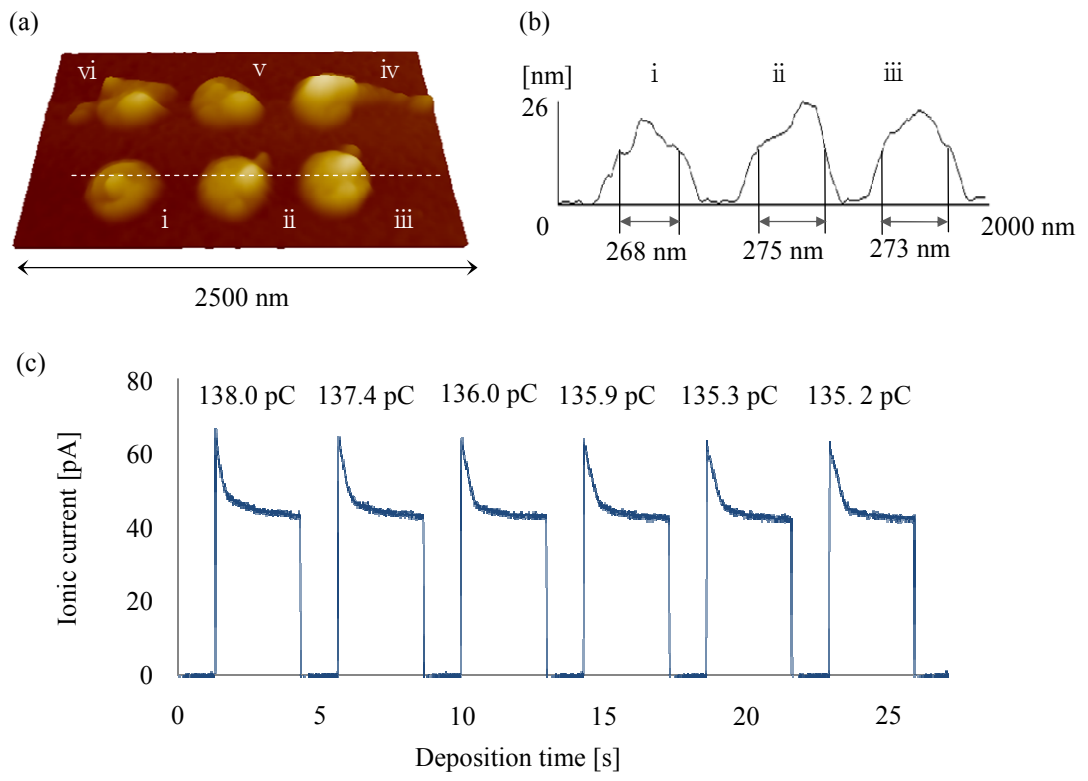 (a)
vi v iv
i ii iii
2500 nm
(b)
[nm] i ii iii
26
0 2000 nm
268 nm 275 nm 273 nm
(c)
80
138.0 pC 137.4 pC 136.0 pC 135.9 pC 135.3 pC 135. 2 pC
60
40
20
0
Ionic current [pA]
0 5 10 15 20 25
Deposition time [s]